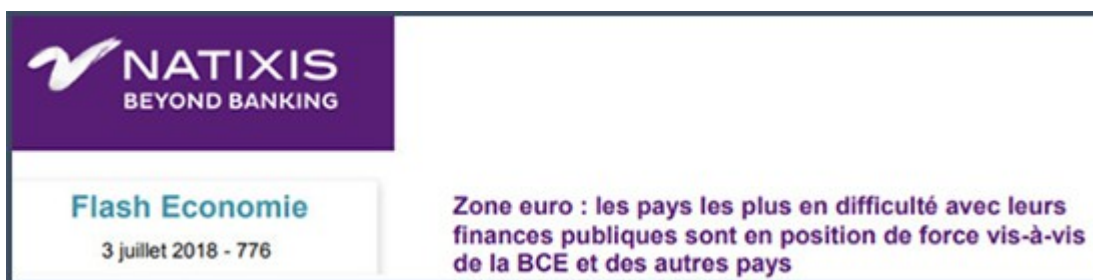 NATIXIS
BEYOND BANKING
Flash Economie
3 juillet 2018 - 776
Zone euro : les pays les plus en difficulté avec leurs
finances publiques sont en position de force vis-à-vis
de la BCE et des autres pays